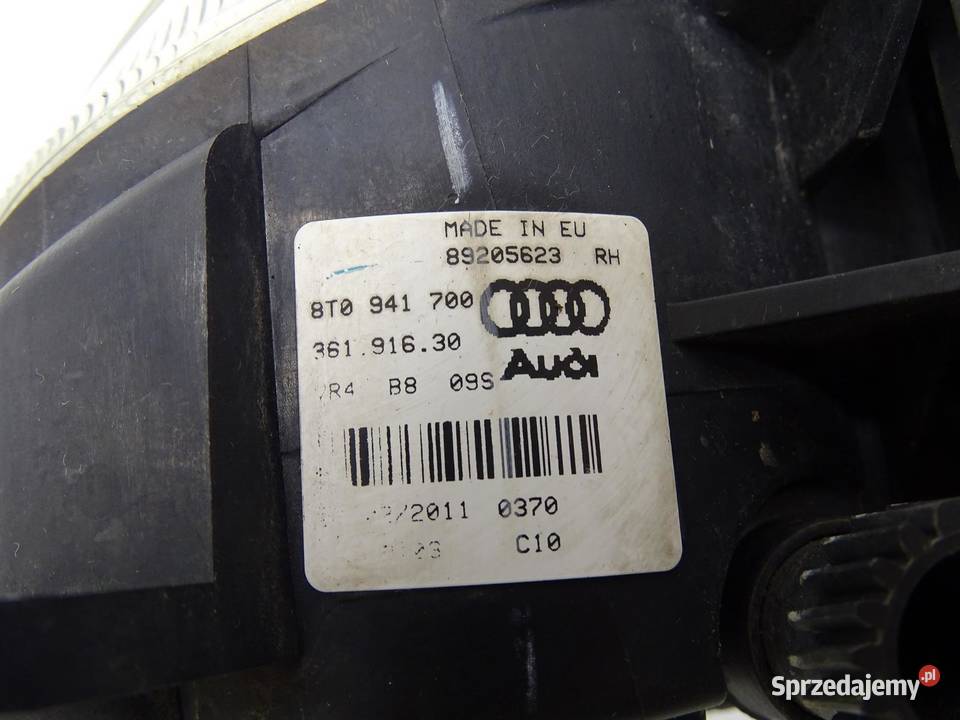 MADE IN EU
89205623 RH
8T0 941 700
361.916.30
Audi
R4 B8 09S
/2011 0370
C10
Sprzedajemy.pl